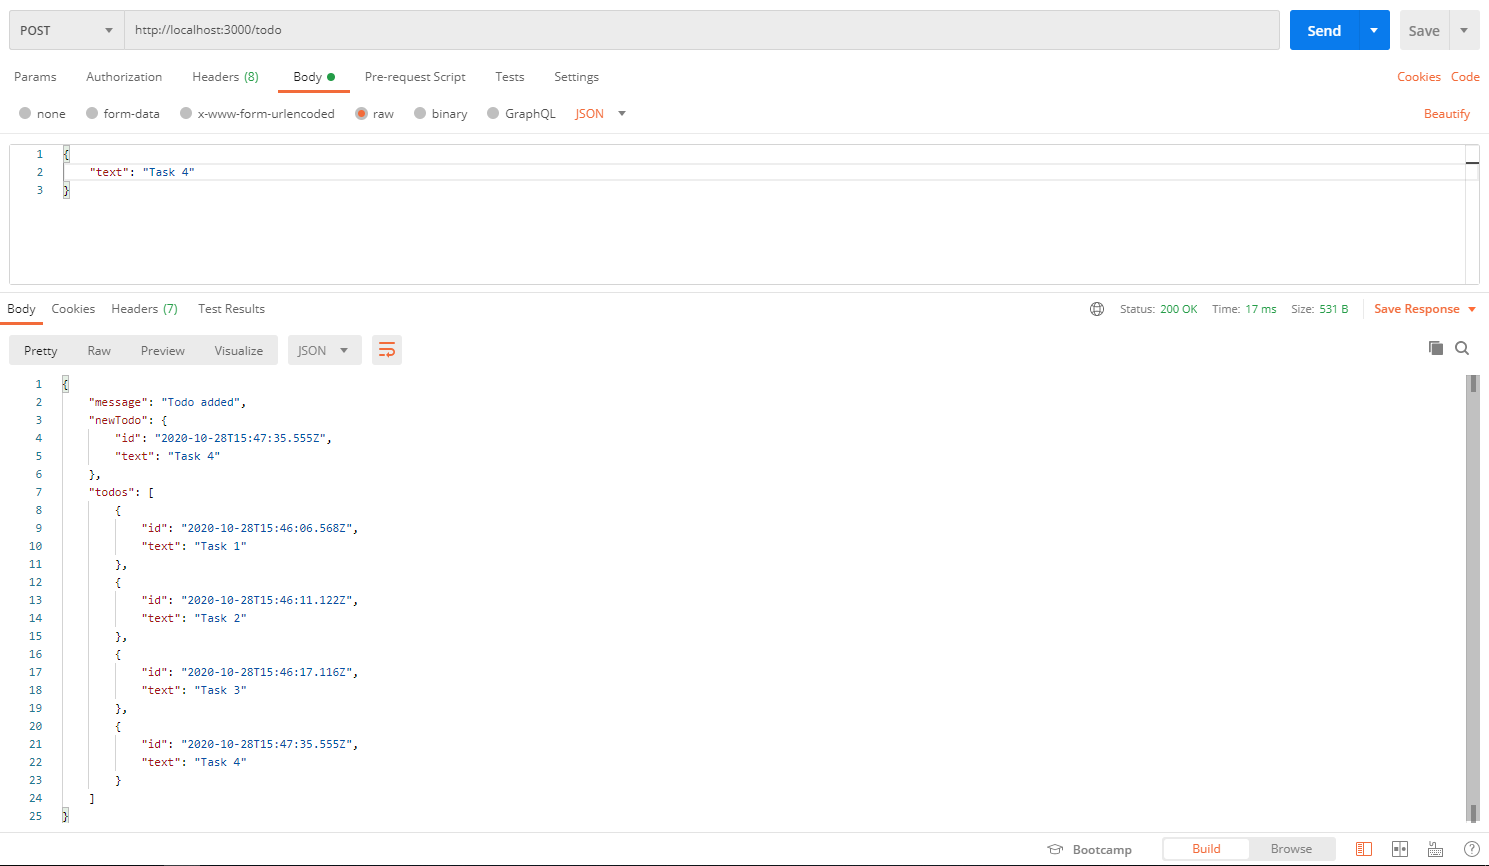 POST http://localhost:3000/todo Send Save
Params Authorization Headers (8) Body Pre-request Script Tests Settings Cookies Code
none form-data x-www-form-urlencoded raw binary GraphQL JSON Beautify
1 {
2 "text": "Task 4"
3 }
Body Cookies Headers (7) Test Results Status: 200 OK Time: 17 ms Size: 531 B Save Response
Pretty Raw Preview Visualize JSON
1 {
2 "message": "Todo added",
3 "newTodo": {
4 "id": "2020-10-28T15:47:35.555Z",
5 "text": "Task 4"
6 },
7 "todos": [
8 {
9 "id": "2020-10-28T15:46:06.568Z",
10 "text": "Task 1"
11 },
12 {
13 "id": "2020-10-28T15:46:11.122Z",
14 "text": "Task 2"
15 },
16 {
17 "id": "2020-10-28T15:46:17.116Z",
18 "text": "Task 3"
19 },
20 {
21 "id": "2020-10-28T15:47:35.555Z",
22 "text": "Task 4"
23 }
24 ]
25 }
Bootcamp Build Browse ?